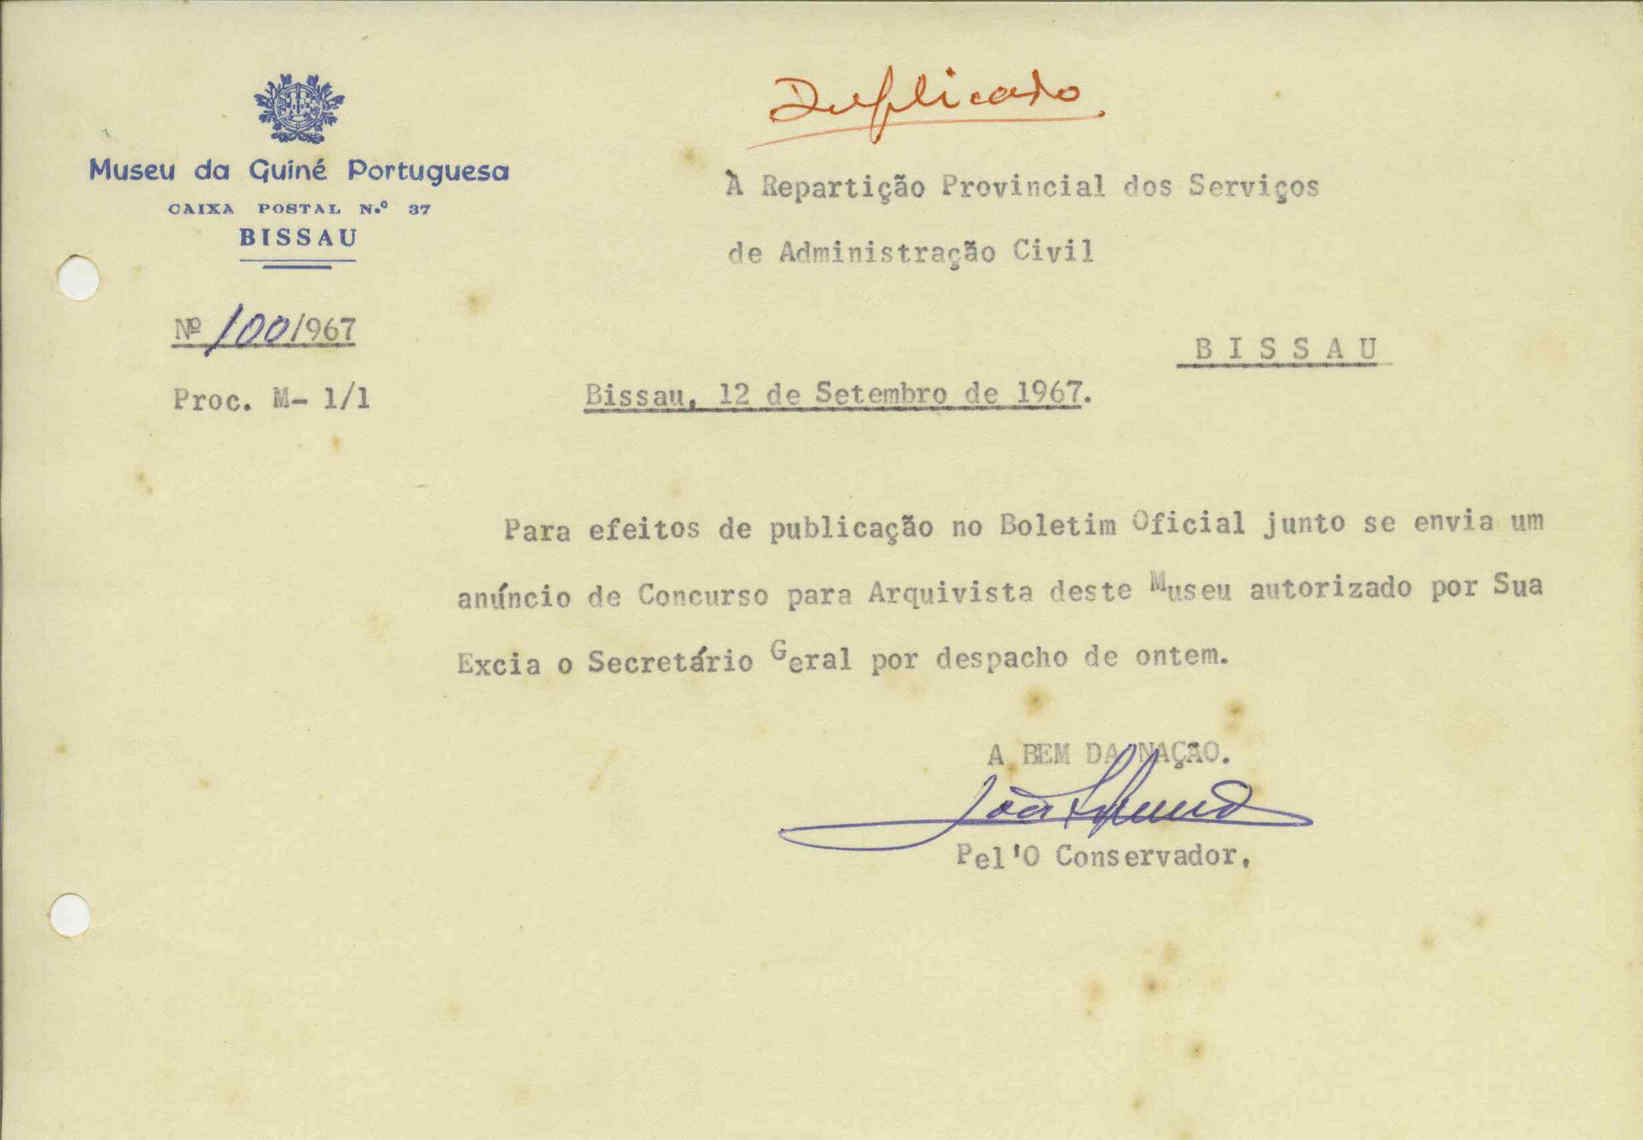 Duplicado
Museu da Guiné Portuguesa
CAIXA POSTAL N.º 37
BISSAU
À Repartição Provincial dos Serviços
de Administração Civil
Nº 100/967
BISSAU
Proc. M- 1/1
Bissau, 12 de Setembro de 1967.
Para efeitos de publicação no Boletim Oficial junto se envia um
anúncio de Concurso para Arquivista deste Museu autorizado por Sua
Excia o Secretário Geral por despacho de ontem.
A BEM DA NAÇÃO.
Pel'O Conservador,